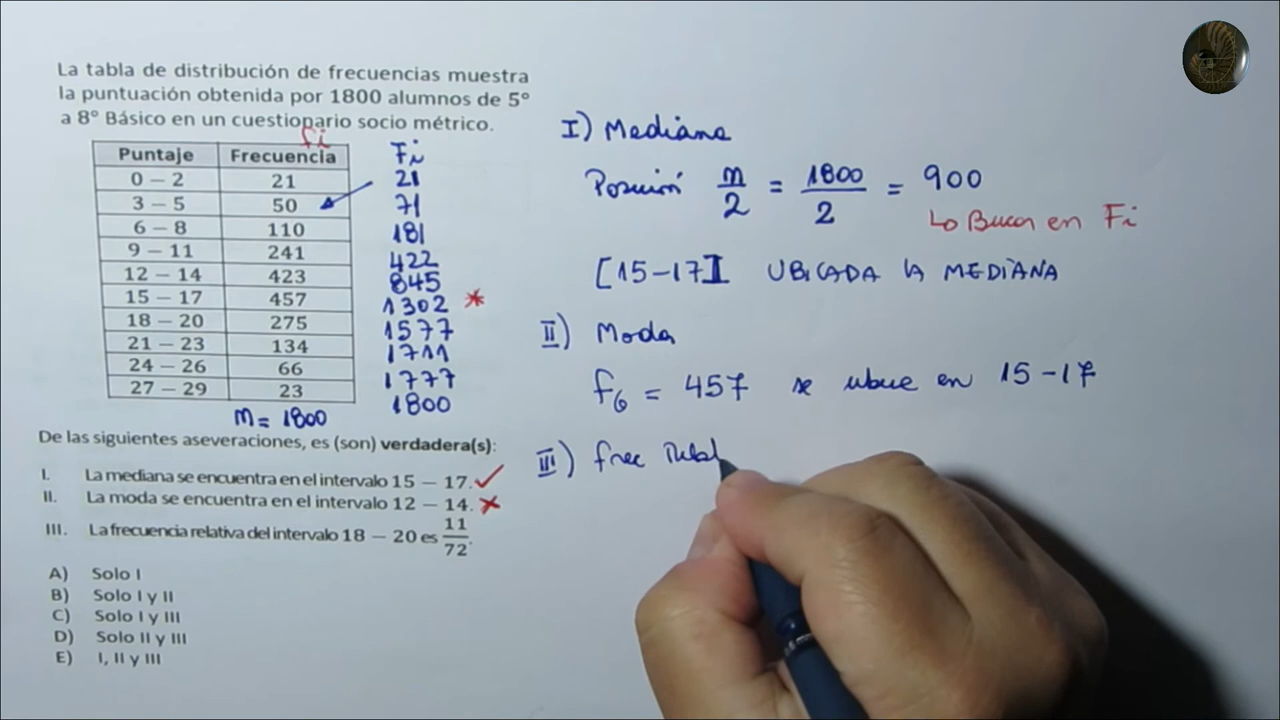 La tabla de distribución de frecuencias muestra
la puntuación obtenida por 1800 alumnos de 5°
a 8° Básico en un cuestionario socio métrico.
fi
Puntaje Frecuencia Fi
0 – 2 21 21
3 – 5 50 71
6 – 8 110 181
9 – 11 241 422
12 – 14 423 845
15 – 17 457 1302 *
18 – 20 275 1577
21 – 23 134 1711
24 – 26 66 1777
27 – 29 23 1800
m = 1800
De las siguientes aseveraciones, es (son) verdadera(s):
I. La mediana se encuentra en el intervalo 15 – 17. ✓
II. La moda se encuentra en el intervalo 12 – 14. ✗
III. La frecuencia relativa del intervalo 18 – 20 es 11/72.
A) Solo I
B) Solo I y II
C) Solo I y III
D) Solo II y III
E) I, II y III
I) Mediana
Posición m/2 = 1800/2 = 900
Lo Buscar en Fi
[15-17] UBICADA LA MEDIANA
II) Moda
f6 = 457 se ubica en 15-17
III) frec